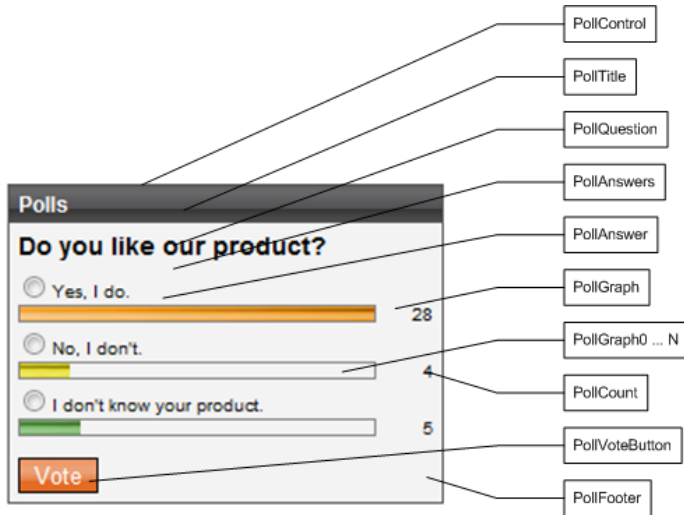 PollControl
PollTitle
PollQuestion
PollAnswers
Polls
Do you like our product?
PollAnswer
Yes, I do.
PollGraph
28
No, I don't.
PollGraph0 ... N
4
PollCount
I don't know your product.
5
PollVoteButton
Vote
PollFooter